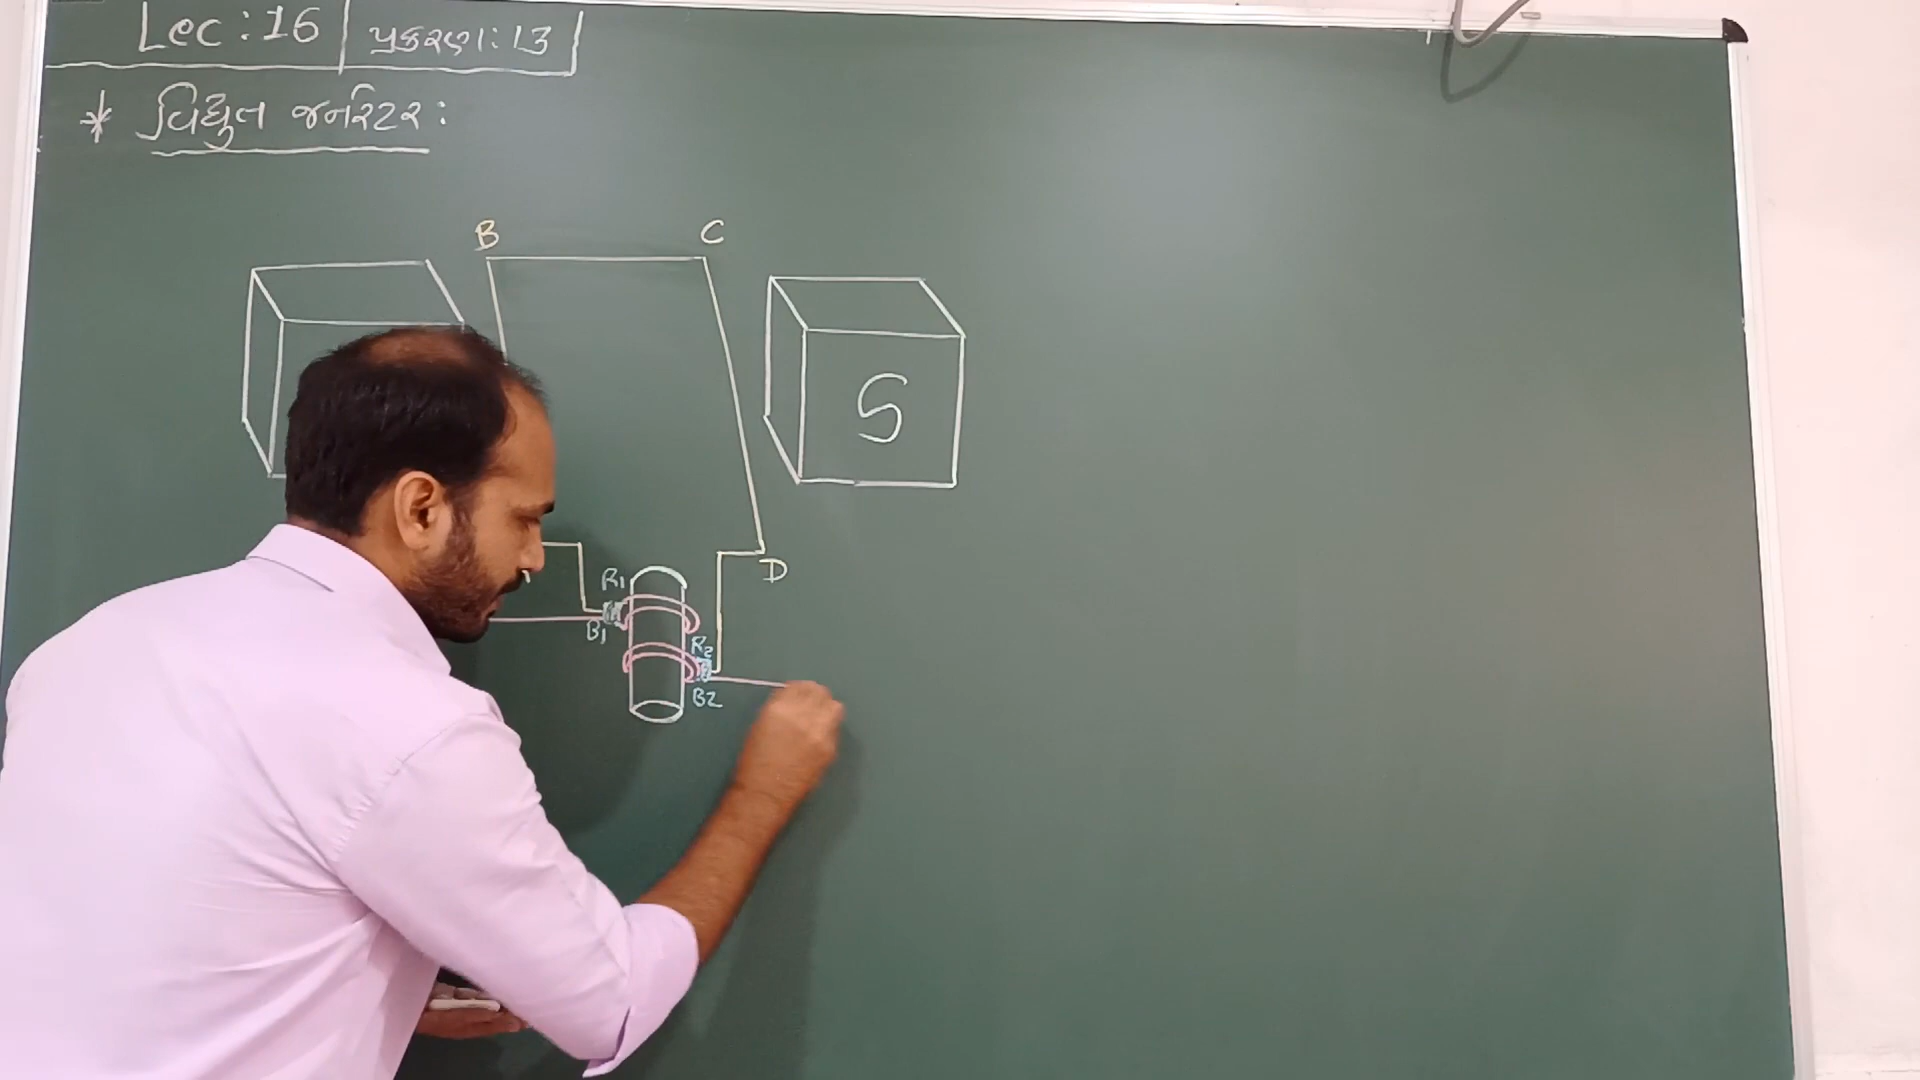 Lec : 16 | પ્રકરણ : 13
* વિદ્યુત જનરેટર :
B C
S
D
R1
B1
R2
B2